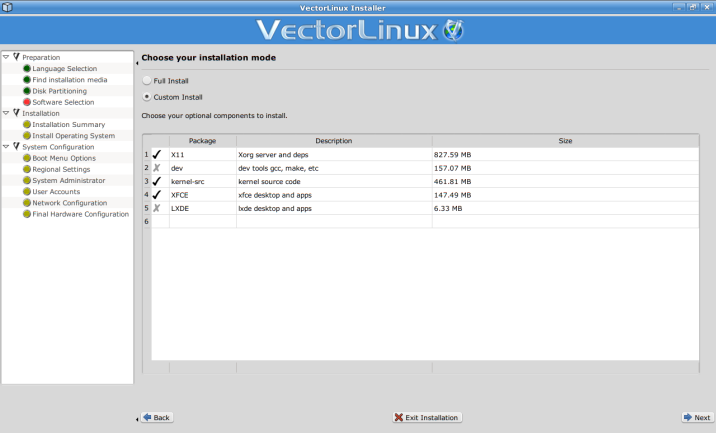 VectorLinux Installer
VectorLinux
Preparation
Language Selection
Find installation media
Disk Partitioning
Software Selection
Installation
Installation Summary
Install Operating System
System Configuration
Boot Menu Options
Regional Settings
System Administrator
User Accounts
Network Configuration
Final Hardware Configuration
Choose your installation mode
Full Install
Custom Install
Choose your optional components to install.
Package Description Size
1 X11 Xorg server and deps 827.59 MB
2 dev dev tools gcc, make, etc 157.07 MB
3 kernel-src kernel source code 461.81 MB
4 XFCE xfce desktop and apps 147.49 MB
5 LXDE lxde desktop and apps 6.33 MB
6
Back Exit Installation Next